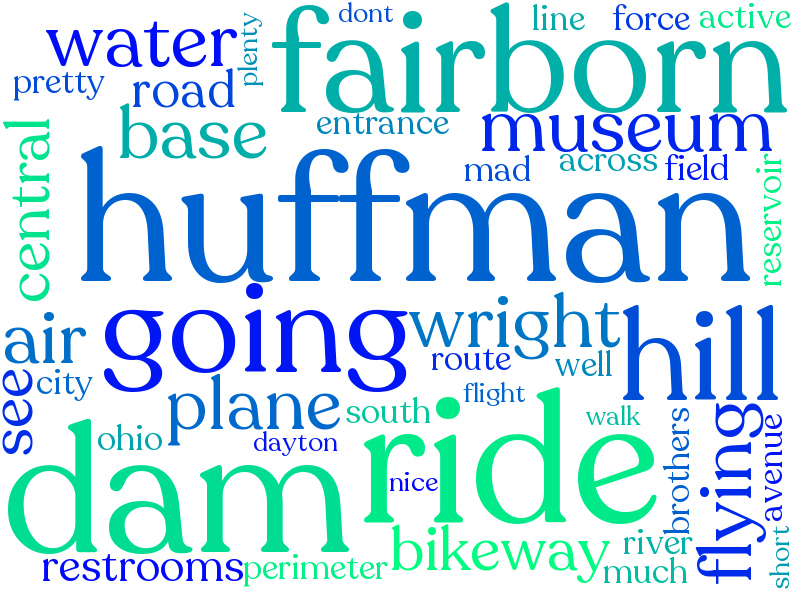 dont
line
force
active
water
plenty
fairborn
pretty
road
base
entrance
museum
central
mad
across
field
reservoir
huffman
going
wright
hill
air
route
well
see
city
plane
flight
south
walk
ohio
dayton
ride
brothers
flying
avenue
dam
nice
bikeway
river
restrooms
perimeter
much
short